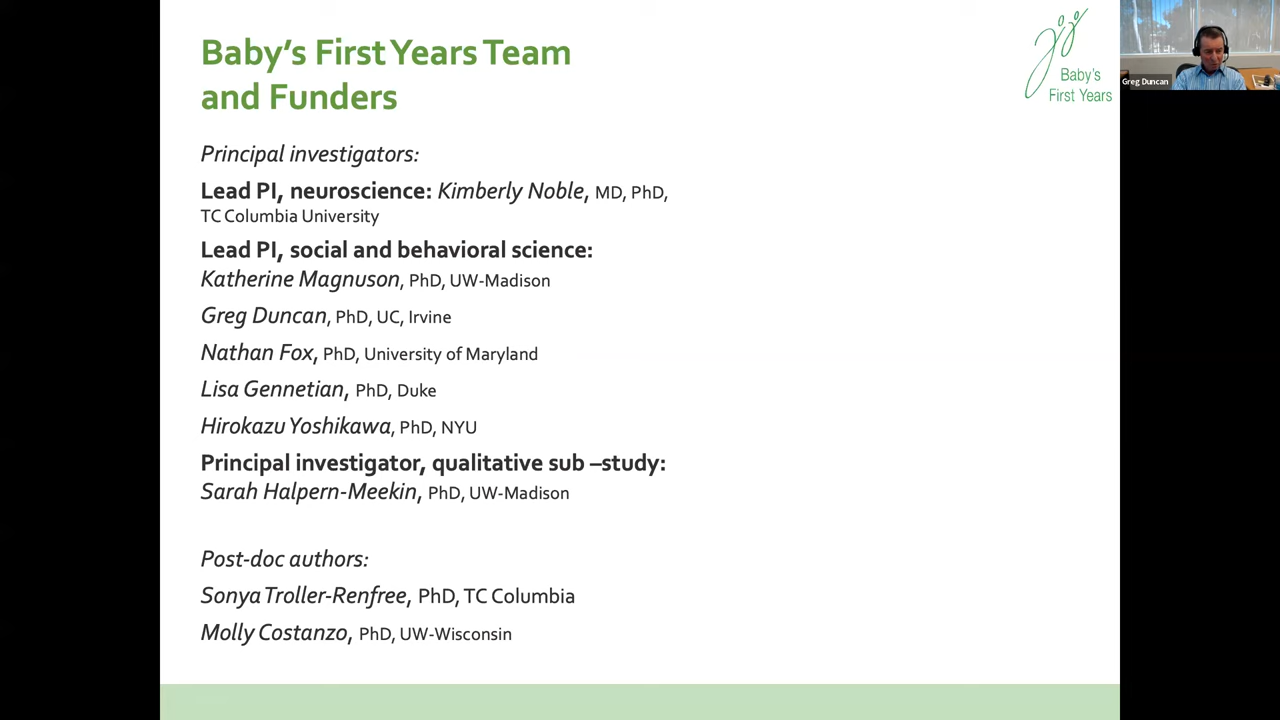 Baby's First Years Team
and Funders
Baby's
First Years
Greg Duncan
Principal investigators:
Lead PI, neuroscience: Kimberly Noble, MD, PhD,
TC Columbia University
Lead PI, social and behavioral science:
Katherine Magnuson, PhD, UW-Madison
Greg Duncan, PhD, UC, Irvine
Nathan Fox, PhD, University of Maryland
Lisa Gennetian, PhD, Duke
Hirokazu Yoshikawa, PhD, NYU
Principal investigator, qualitative sub –study:
Sarah Halpern-Meekin, PhD, UW-Madison
Post-doc authors:
Sonya Troller-Renfree, PhD, TC Columbia
Molly Costanzo, PhD, UW-Wisconsin